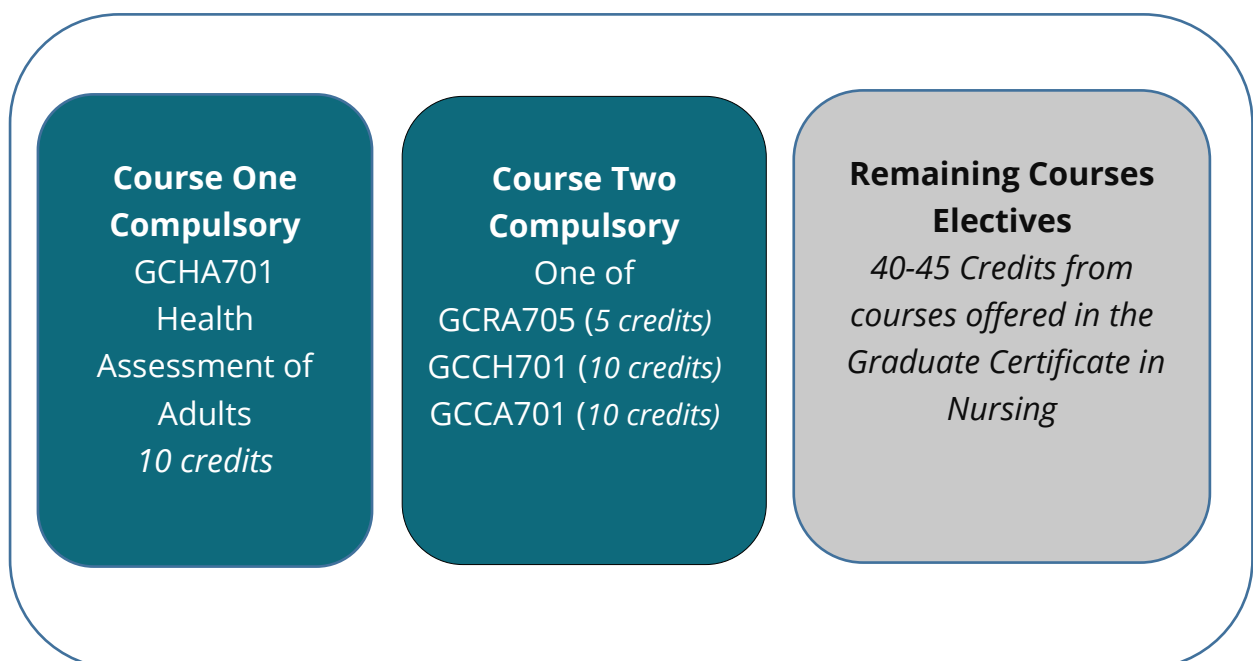 Course One
Compulsory
GCHA701
Health
Assessment of
Adults
10 credits
Course Two
Compulsory
One of
GCRA705 (5 credits)
GCCH701 (10 credits)
GCCA701 (10 credits)
Remaining Courses
Electives
40-45 Credits from
courses offered in the
Graduate Certificate in
Nursing